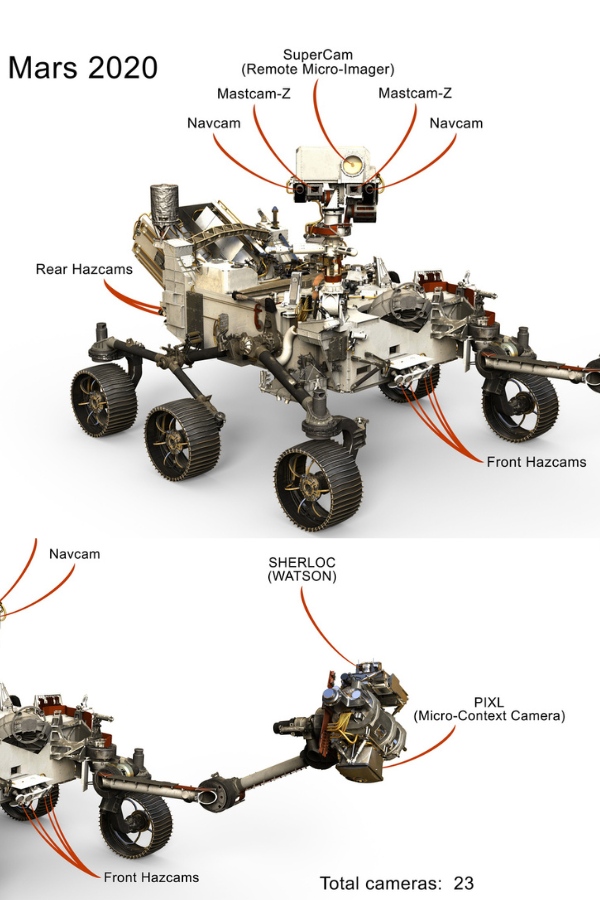 Mars 2020
SuperCam
(Remote Micro-Imager)
Mastcam-Z
Mastcam-Z
Navcam
Navcam
Rear Hazcams
Front Hazcams
Navcam
SHERLOC
(WATSON)
PIXL
(Micro-Context Camera)
Front Hazcams
Total cameras: 23